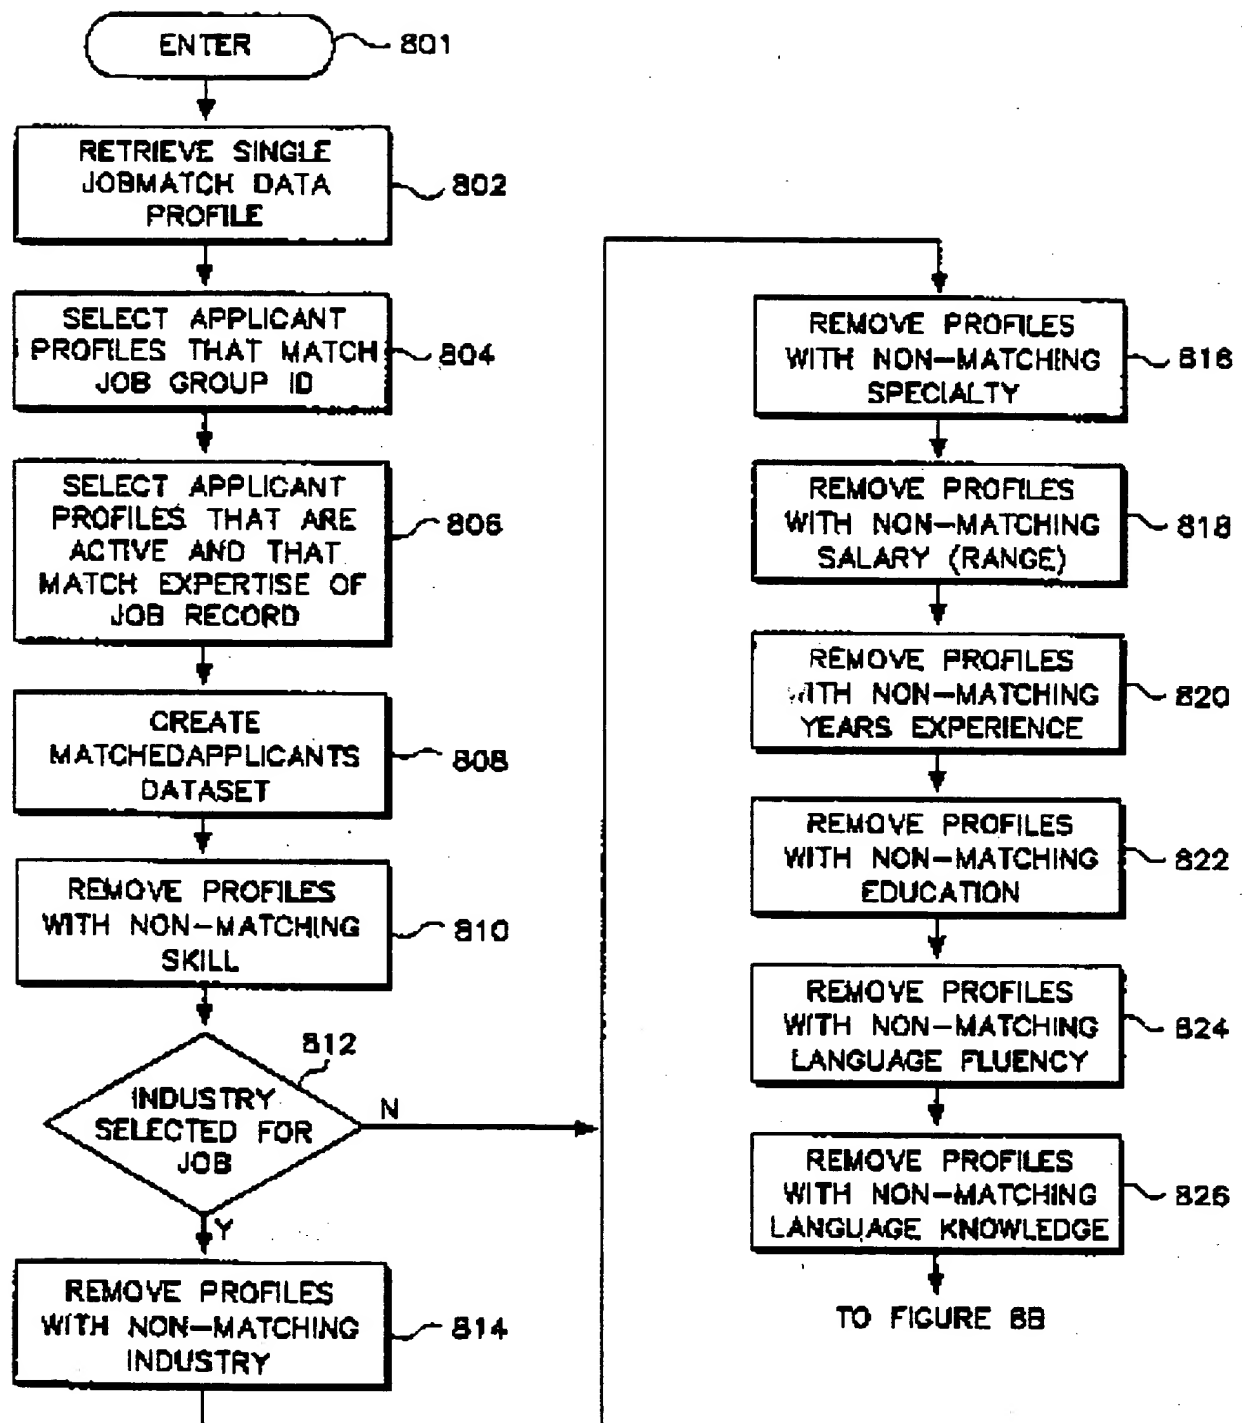 ENTER
801
RETRIEVE SINGLE
JOBMATCH DATA
PROFILE
802
SELECT APPLICANT
PROFILES THAT MATCH
JOB GROUP ID
804
SELECT APPLICANT
PROFILES THAT ARE
ACTIVE AND THAT
MATCH EXPERTISE OF
JOB RECORD
806
CREATE
MATCHEDAPPLICANTS
DATASET
808
REMOVE PROFILES
WITH NON-MATCHING
SKILL
810
812
INDUSTRY
SELECTED FOR
JOB
N
Y
REMOVE PROFILES
WITH NON-MATCHING
INDUSTRY
814
REMOVE PROFILES
WITH NON-MATCHING
SPECIALTY
816
REMOVE PROFILES
WITH NON-MATCHING
SALARY (RANGE)
818
REMOVE PROFILES
WITH NON-MATCHING
YEARS EXPERIENCE
820
REMOVE PROFILES
WITH NON-MATCHING
EDUCATION
822
REMOVE PROFILES
WITH NON-MATCHING
LANGUAGE FLUENCY
824
REMOVE PROFILES
WITH NON-MATCHING
LANGUAGE KNOWLEDGE
826
TO FIGURE 8B